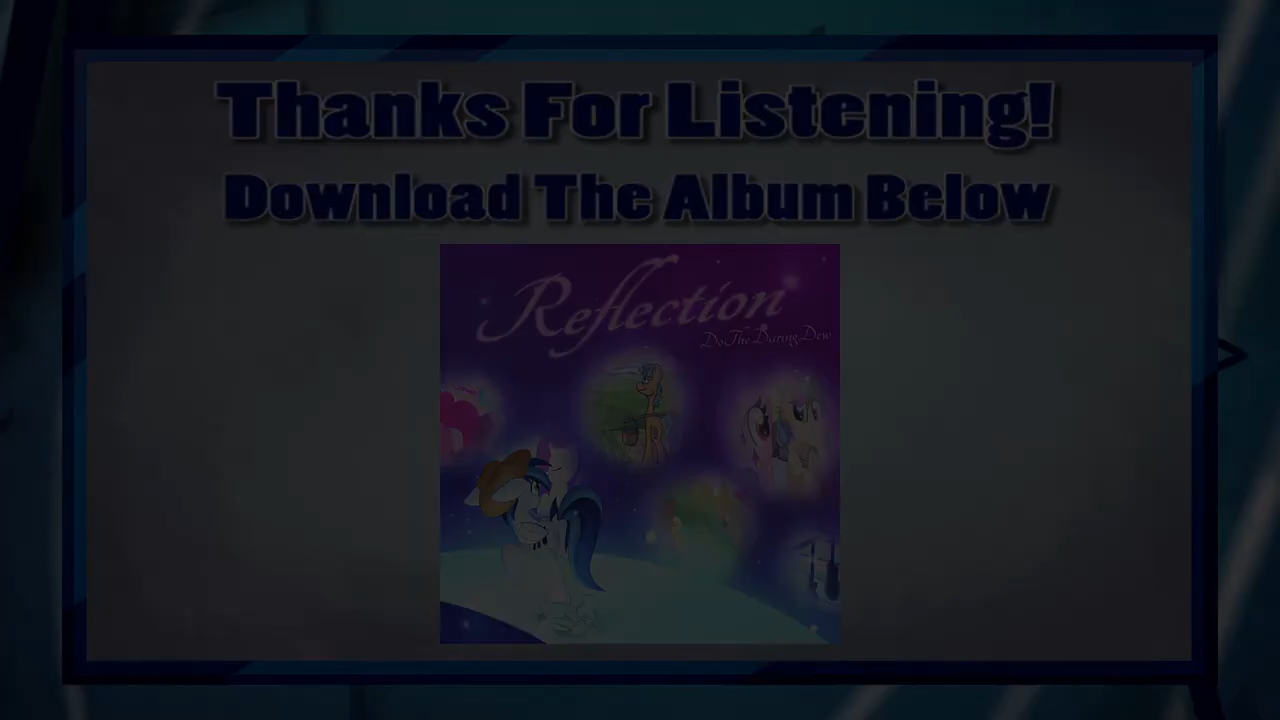 Thanks For Listening!
Download The Album Below
Reflection
DoTheDaringDew